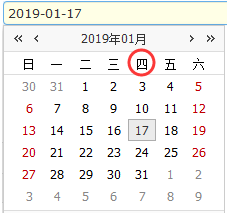 2019-01-17
« ‹ 2019年01月 › »
日 一 二 三 四 五 六
30 31 1 2 3 4 5
6 7 8 9 10 11 12
13 14 15 16 17 18 19
20 21 22 23 24 25 26
27 28 29 30 31 1 2
3 4 5 6 7 8 9